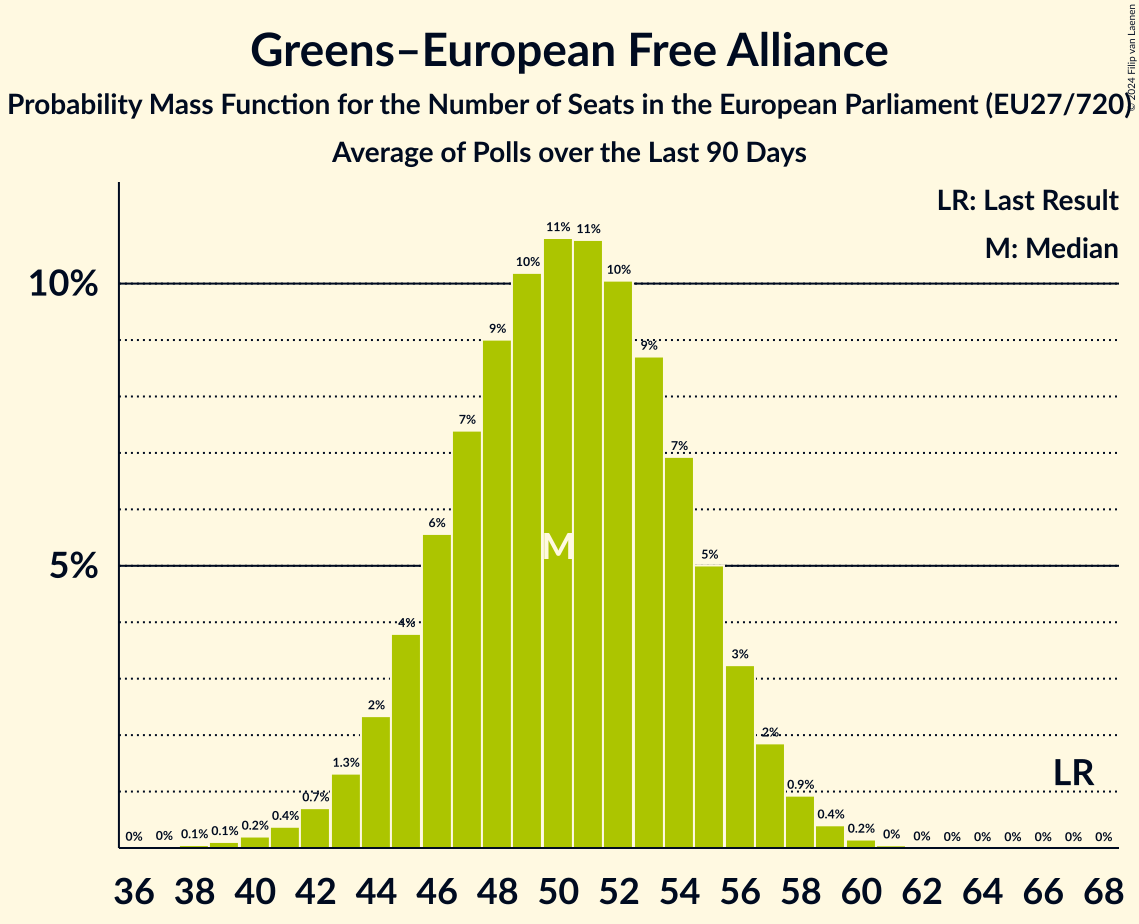 Greens–European Free Alliance
Probability Mass Function for the Number of Seats in the European Parliament (EU27/720)
Average of Polls over the Last 90 Days
© 2024 Filip van Laenen
LR: Last Result
M: Median
10%
5%
0% 0% 0.1% 0.1% 0.2% 0.4% 0.7% 1.3% 2% 4% 6% 7% 9% 10% 11% 11% 10% 9% 7% 5% 3% 2% 0.9% 0.4% 0.2% 0% 0% 0% 0% 0% 0% 0% 0%
M
LR
36 38 40 42 44 46 48 50 52 54 56 58 60 62 64 66 68